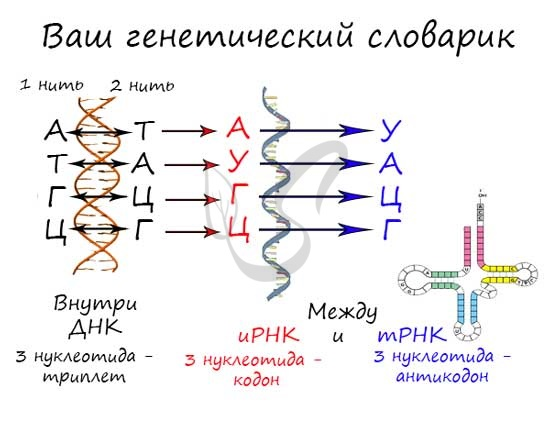 Ваш генетический словарик
1 нить 2 нить
А Т А У
Т А У А
Г Ц Г Ц
Ц Г Ц Г
Внутри
ДНК
3 нуклеотида -
триплет
иРНК
3 нуклеотида -
кодон
Между
и
тРНК
3 нуклеотида -
антикодон